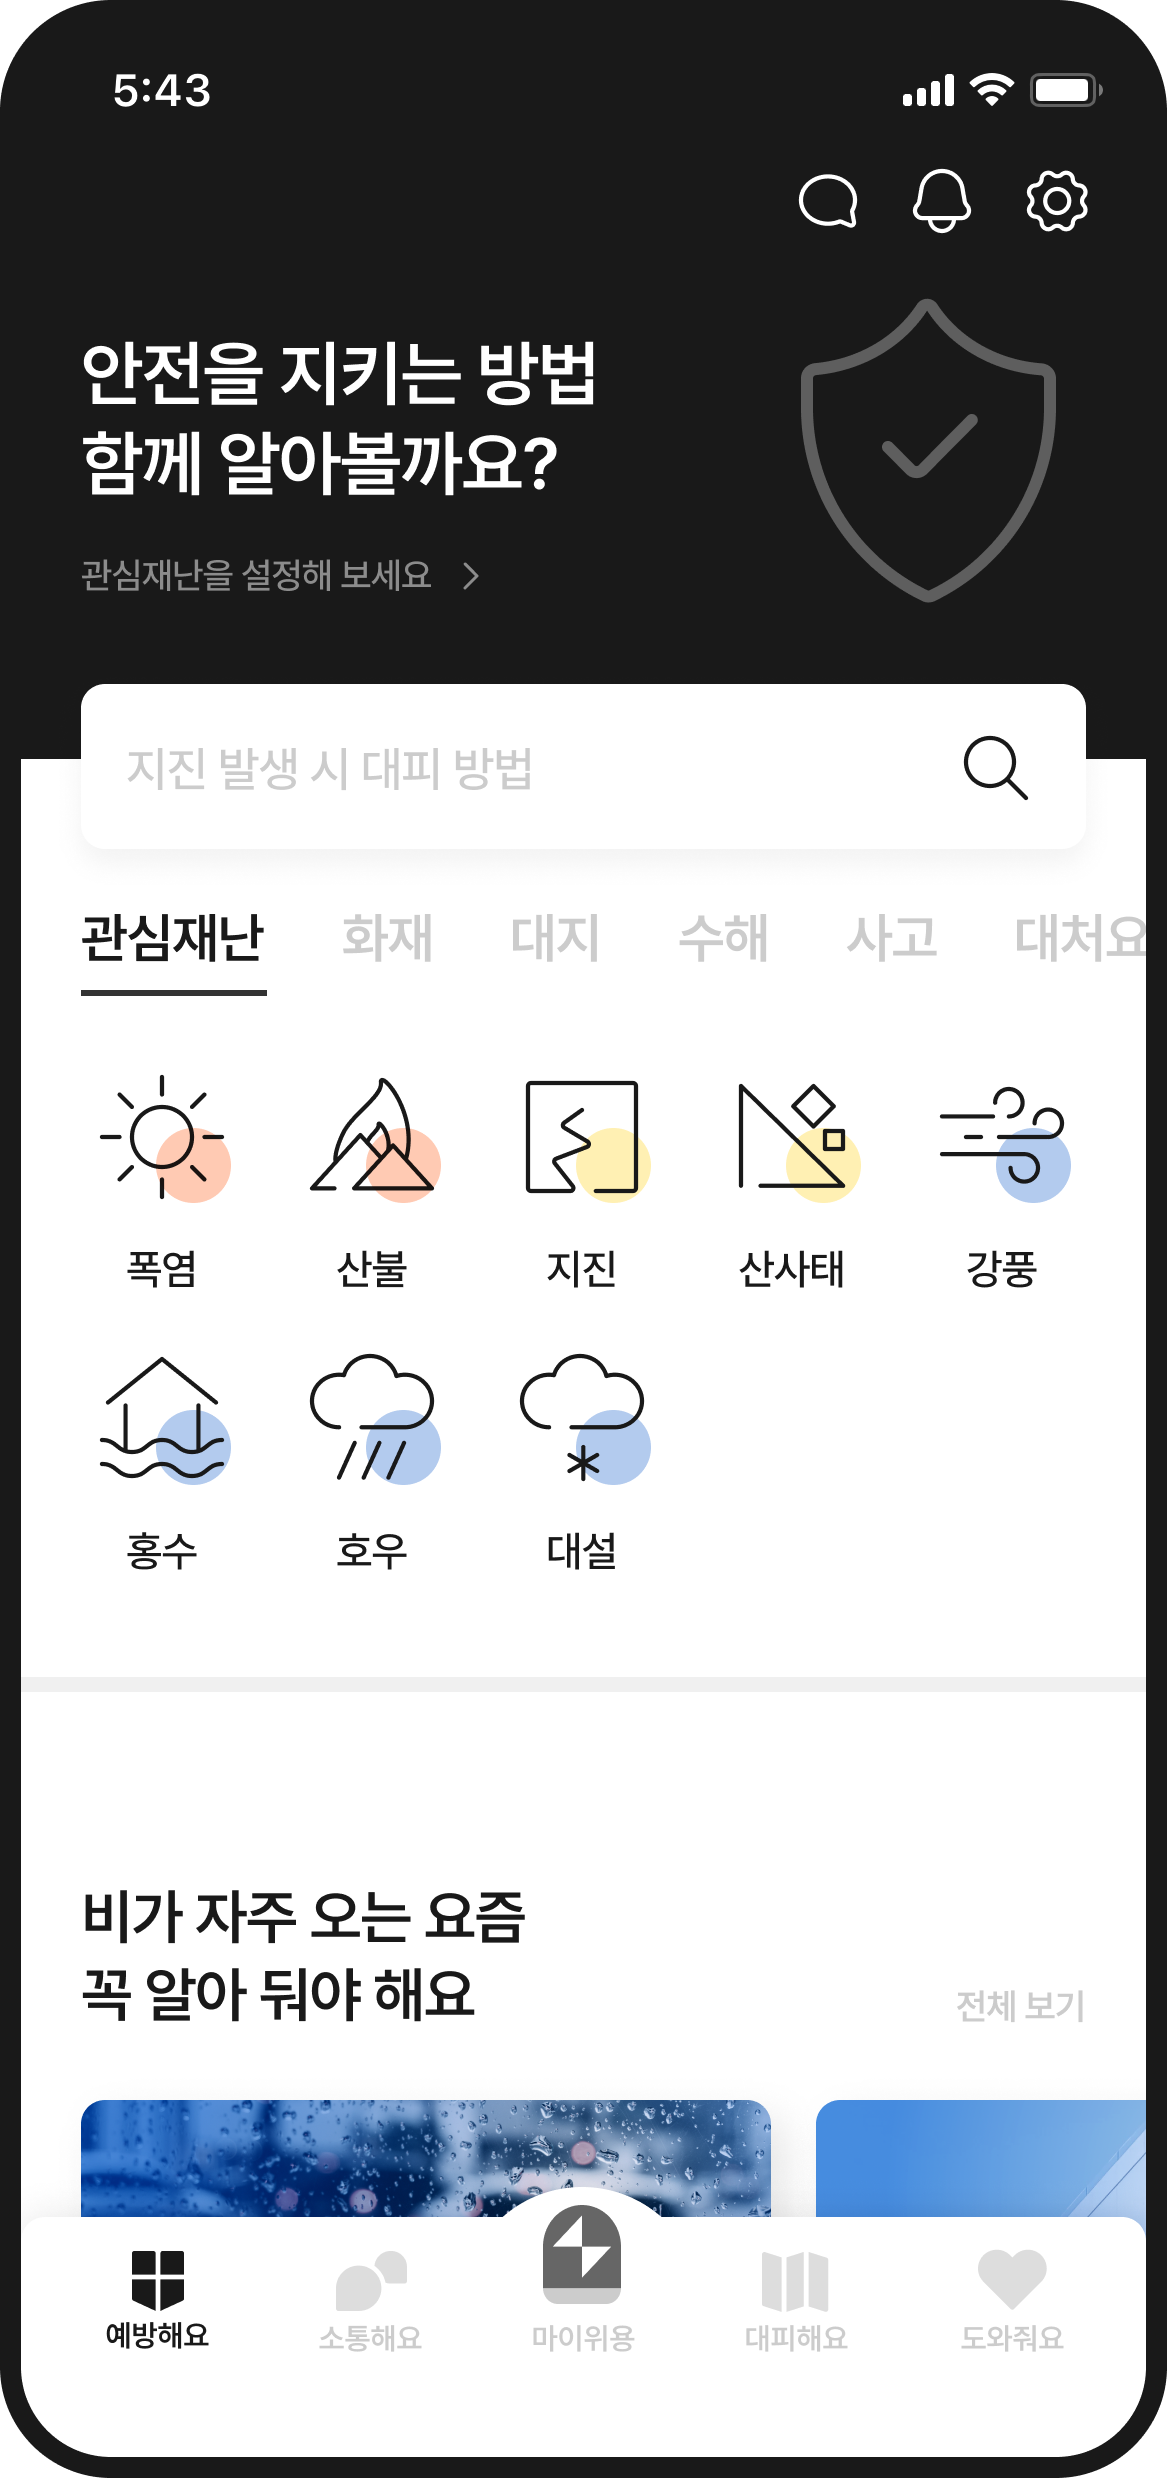 5:43
안전을 지키는 방법
함께 알아볼까요?
관심재난을 설정해 보세요
지진 발생 시 대피 방법
관심재난 화재 대지 수해 사고 대처요
폭염 산불 지진 산사태 강풍
홍수 호우 대설
비가 자주 오는 요즘
꼭 알아 둬야 해요
전체 보기
예방해요 소통해요 마이위용 대피해요 도와줘요